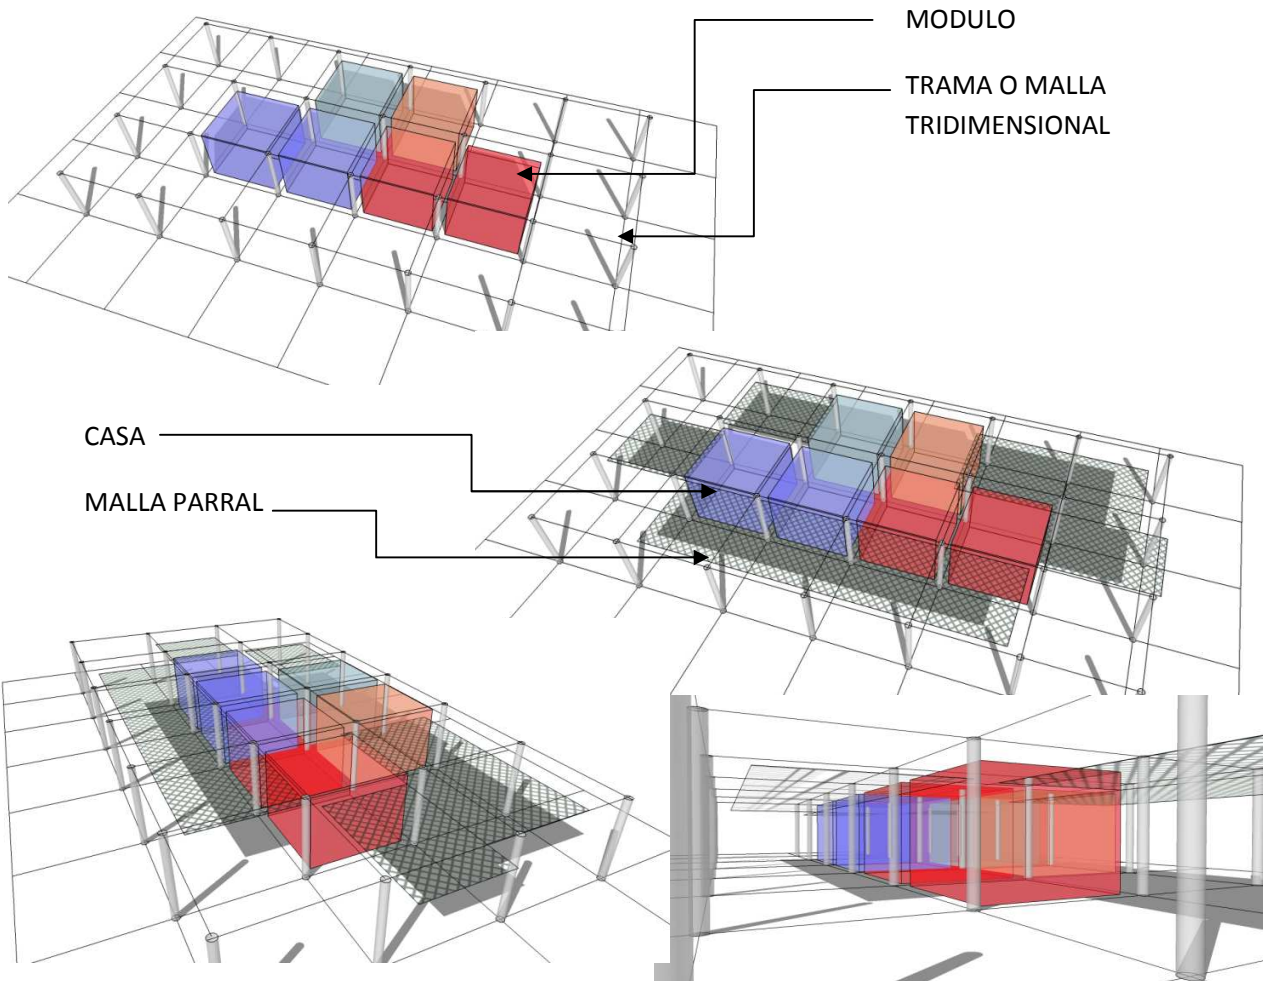 MODULO
TRAMA O MALLA
TRIDIMENSIONAL
CASA
MALLA PARRAL